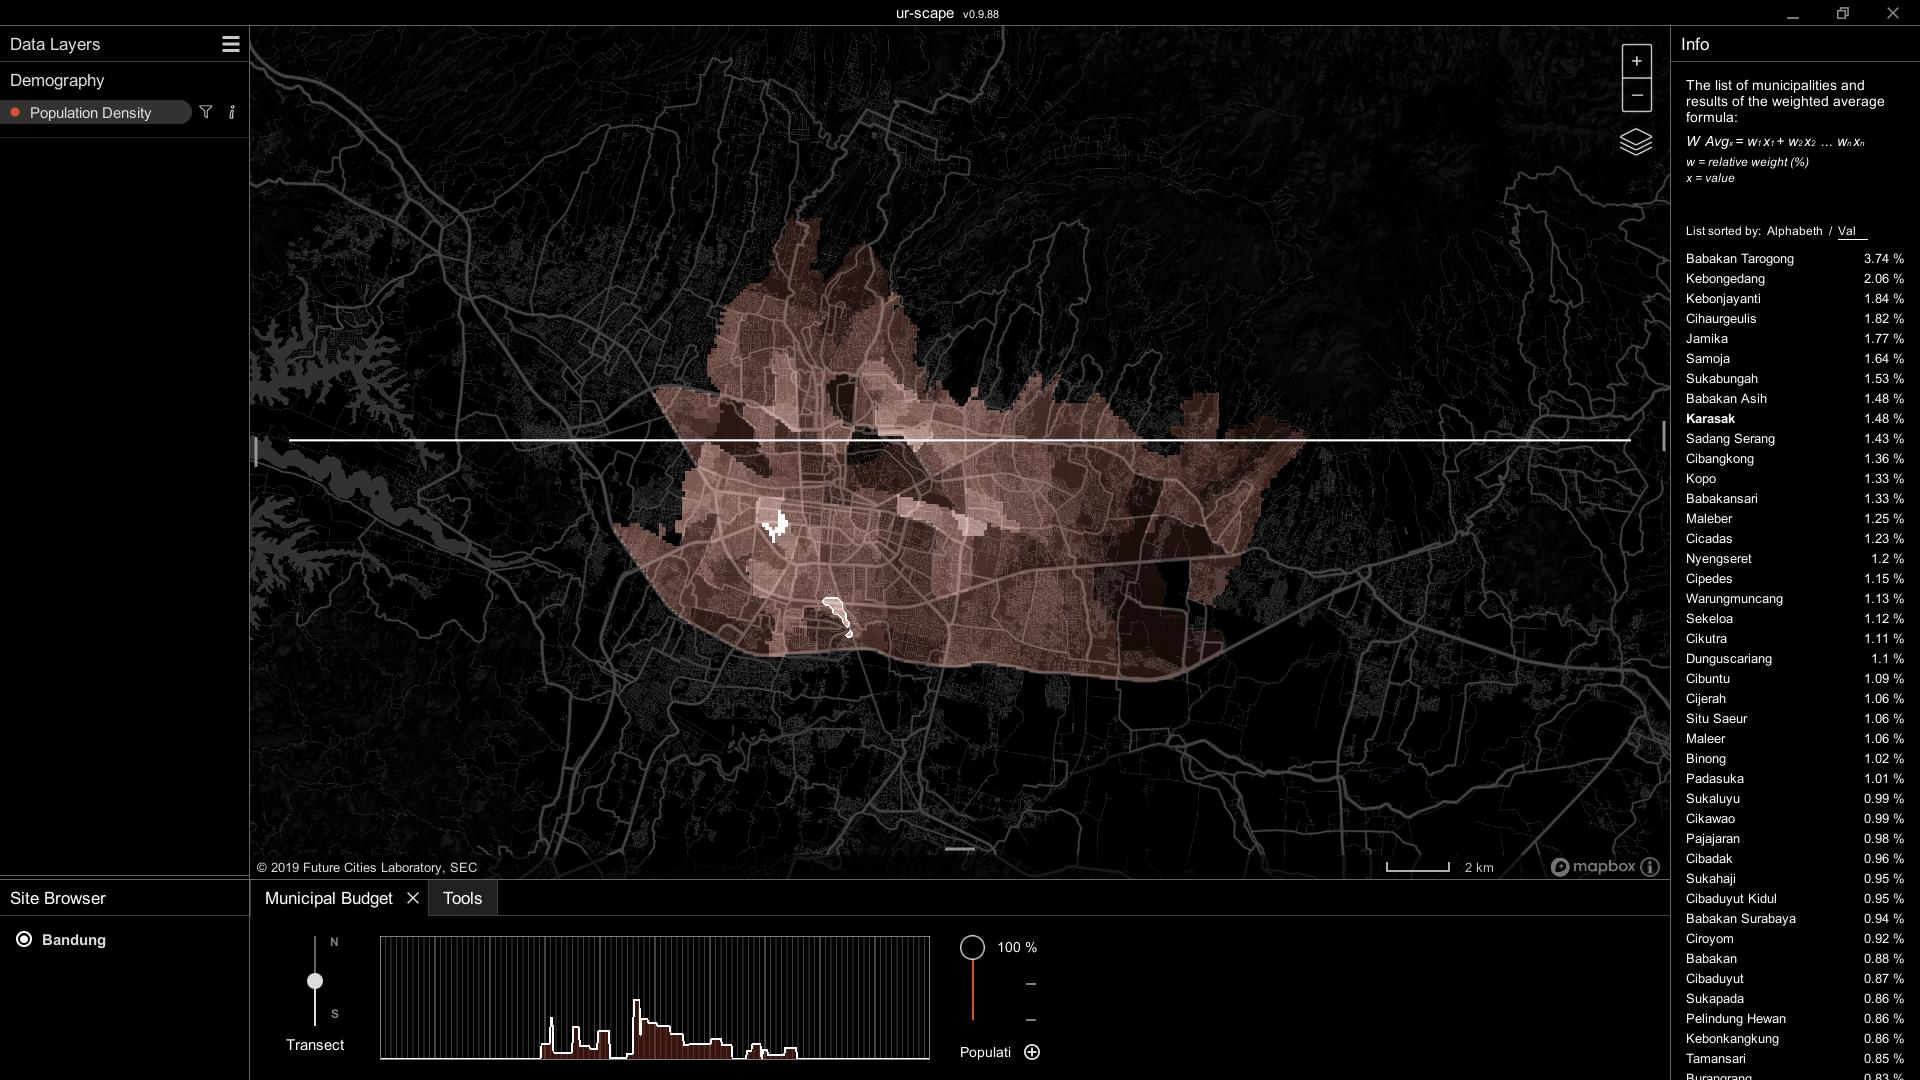 ur-scape v0.9.88
Data Layers
Demography
Population Density
i
Site Browser
Bandung
© 2019 Future Cities Laboratory, SEC
2 km
mapbox
Municipal Budget
Tools
N
S
Transect
100 %
Populati
Info
The list of municipalities and
results of the weighted average
formula:
W Avgₓ = w₁x₁ + w₂x₂ ... wₙxₙ
w = relative weight (%)
x = value
List sorted by: Alphabeth / Val
Babakan Tarogong 3.74 %
Kebongedang 2.06 %
Kebonjayanti 1.84 %
Cihaurgeulis 1.82 %
Jamika 1.77 %
Samoja 1.64 %
Sukabungah 1.53 %
Babakan Asih 1.48 %
Karasak 1.48 %
Sadang Serang 1.43 %
Cibangkong 1.36 %
Kopo 1.33 %
Babakansari 1.33 %
Maleber 1.25 %
Cicadas 1.23 %
Nyengseret 1.2 %
Cipedes 1.15 %
Warungmuncang 1.13 %
Sekeloa 1.12 %
Cikutra 1.11 %
Dunguscariang 1.1 %
Cibuntu 1.09 %
Cijerah 1.06 %
Situ Saeur 1.06 %
Maleer 1.06 %
Binong 1.02 %
Padasuka 1.01 %
Sukaluyu 0.99 %
Cikawao 0.99 %
Pajajaran 0.98 %
Cibadak 0.96 %
Sukahaji 0.95 %
Cibaduyut Kidul 0.95 %
Babakan Surabaya 0.94 %
Ciroyom 0.92 %
Babakan 0.88 %
Cibaduyut 0.87 %
Sukapada 0.86 %
Pelindung Hewan 0.86 %
Kebonkangkung 0.86 %
Tamansari 0.85 %
Burangrang 0.83 %